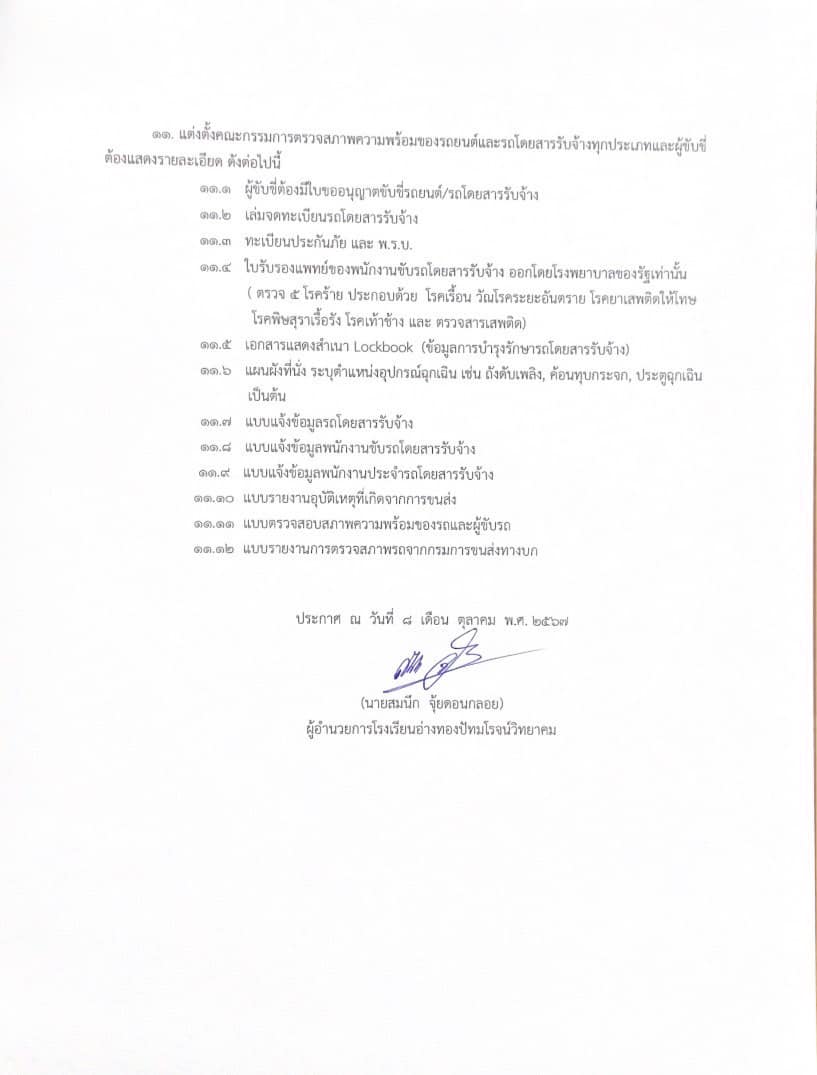 ๑๑. แต่งตั้งคณะกรรมการตรวจสภาพความพร้อมของรถยนต์และรถโดยสารรับจ้างทุกประเภทและผู้ขับขี่
ต้องแสดงรายละเอียด ดังต่อไปนี้
๑๑.๑ ผู้ขับขี่ต้องมีใบขออนุญาตขับขี่รถยนต์/รถโดยสารรับจ้าง
๑๑.๒ เล่มจดทะเบียนรถโดยสารรับจ้าง
๑๑.๓ ทะเบียนประกันภัย และ พ.ร.บ.
๑๑.๔ ใบรับรองแพทย์ของพนักงานขับรถโดยสารรับจ้าง ออกโดยโรงพยาบาลของรัฐเท่านั้น
( ตรวจ ๕ โรคร้าย ประกอบด้วย โรคเรื้อน วัณโรคระยะอันตราย โรคยาเสพติดให้โทษ
โรคพิษสุราเรื้อรัง โรคเท้าช้าง และ ตรวจสารเสพติด)
๑๑.๕ เอกสารแสดงสำเนา Lockbook (ข้อมูลการบำรุงรักษารถโดยสารรับจ้าง)
๑๑.๖ แผนผังที่นั่ง ระบุตำแหน่งอุปกรณ์ฉุกเฉิน เช่น ถังดับเพลิง, ค้อนทุบกระจก, ประตูฉุกเฉิน
เป็นต้น
๑๑.๗ แบบแจ้งข้อมูลรถโดยสารรับจ้าง
๑๑.๘ แบบแจ้งข้อมูลพนักงานขับรถโดยสารรับจ้าง
๑๑.๙ แบบแจ้งข้อมูลพนักงานประจำรถโดยสารรับจ้าง
๑๑.๑๐ แบบรายงานอุบัติเหตุที่เกิดจากการขนส่ง
๑๑.๑๑ แบบตรวจสอบสภาพความพร้อมของรถและผู้ขับรถ
๑๑.๑๒ แบบรายงานการตรวจสภาพรถจากกรมการขนส่งทางบก
ประกาศ ณ วันที่ ๘ เดือน ตุลาคม พ.ศ. ๒๕๖๗
(นายสมนึก จุ้ยดอนกลอย)
ผู้อำนวยการโรงเรียนอ่างทองปัทมโรจน์วิทยาคม